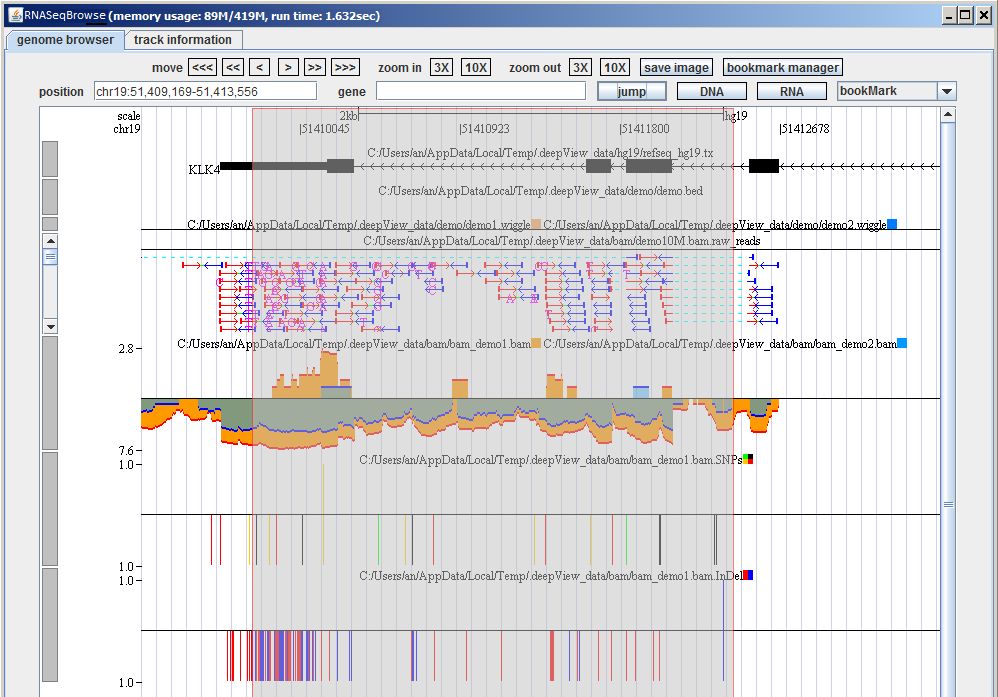 RNASeqBrowse (memory usage: 89M/419M, run time: 1.632sec)
genome browser track information
move <<< << < > >> >>> zoom in 3X 10X zoom out 3X 10X save image bookmark manager
position chr19:51,409,169-51,413,556 gene jump DNA RNA bookMark
scale 2kb hg19
chr19 |51410045 |51410923 |51411800 |51412678
C:/Users/an/AppData/Local/Temp/.deepView_data/hg19/refseq_hg19.tx
KLK4
C:/Users/an/AppData/Local/Temp/.deepView_data/demo/demo.bed
C:/Users/an/AppData/Local/Temp/.deepView_data/demo/demo1.wiggle C:/Users/an/AppData/Local/Temp/.deepView_data/demo/demo2.wiggle
C:/Users/an/AppData/Local/Temp/.deepView_data/bam/demo10M.bam.raw_reads
2.8 C:/Users/an/AppData/Local/Temp/.deepView_data/bam/bam_demo1.bam C:/Users/an/AppData/Local/Temp/.deepView_data/bam/bam_demo2.bam
7.6
1.0 C:/Users/an/AppData/Local/Temp/.deepView_data/bam/bam_demo1.bam.SNPs
1.0
1.0 C:/Users/an/AppData/Local/Temp/.deepView_data/bam/bam_demo1.bam.InDel
1.0